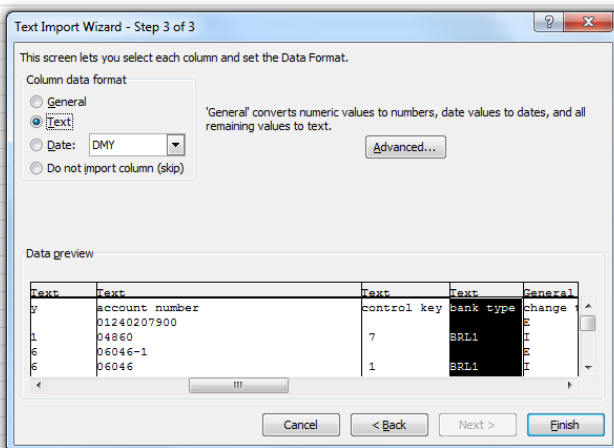 Text Import Wizard - Step 3 of 3
This screen lets you select each column and set the Data Format.
Column data format
General
Text
Date: DMY
Do not import column (skip)
'General' converts numeric values to numbers, date values to dates, and all
remaining values to text.
Advanced...
Data preview
Text Text Text Text General
y account number control key bank type change t
01240207900 E
1 04860 7 BRL1 I
6 06046-1 E
6 06046 1 BRL1 I
Cancel < Back Next > Finish